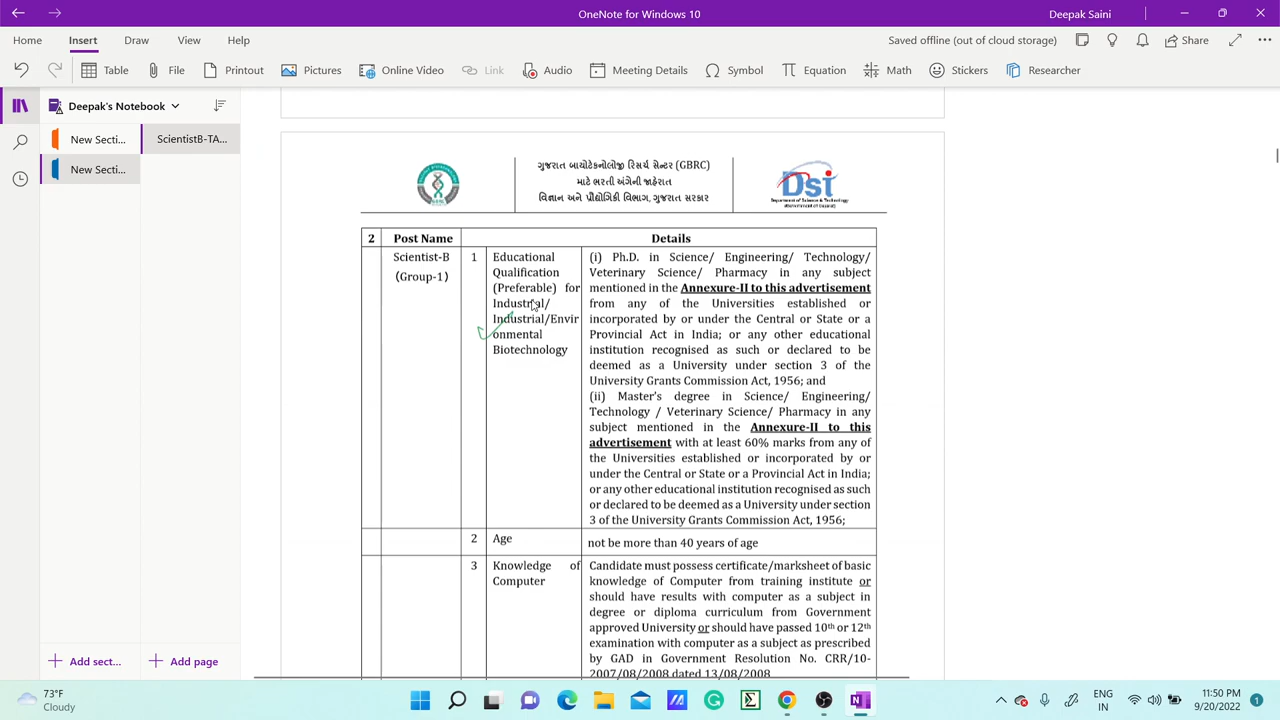 OneNote for Windows 10
Deepak Saini
Home
Insert
Draw
View
Help
Saved offline (out of cloud storage)
Share
Table
File
Printout
Pictures
Online Video
Link
Audio
Meeting Details
Symbol
Equation
Math
Stickers
Researcher
Deepak's Notebook
New Secti...
New Secti...
ScientistB-TA...
ગુજરાત બાયોટેકનોલોજી રિસર્ચ સેન્ટર (GBRC)
માટે ભરતી અંગેની જાહેરાત
વિજ્ઞાન અને પ્રૌદ્યોગિકી વિભાગ, ગુજરાત સરકાર
DST
Department of Science & Technology
2 Post Name Details
Scientist-B
(Group-1)
1 Educational
Qualification
(Preferable) for
Industrial/
Industrial/Envir
onmental
Biotechnology
(i) Ph.D. in Science/ Engineering/ Technology/
Veterinary Science/ Pharmacy in any subject
mentioned in the Annexure-II to this advertisement
from any of the Universities established or
incorporated by or under the Central or State or a
Provincial Act in India; or any other educational
institution recognised as such or declared to be
deemed as a University under section 3 of the
University Grants Commission Act, 1956; and
(ii) Master's degree in Science/ Engineering/
Technology / Veterinary Science/ Pharmacy in any
subject mentioned in the Annexure-II to this
advertisement with at least 60% marks from any of
the Universities established or incorporated by or
under the Central or State or a Provincial Act in India;
or any other educational institution recognised as such
or declared to be deemed as a University under section
3 of the University Grants Commission Act, 1956;
2 Age not be more than 40 years of age
3 Knowledge of
Computer
Candidate must possess certificate/marksheet of basic
knowledge of Computer from training institute or
should have results with computer as a subject in
degree or diploma curriculum from Government
approved University or should have passed 10th or 12th
examination with computer as a subject as prescribed
by GAD in Government Resolution No. CRR/10-
2007/08/2008 dated 13/08/2008
Add sect...
Add page
73°F
Cloudy
ENG
IN
11:50 PM
9/20/2022
1